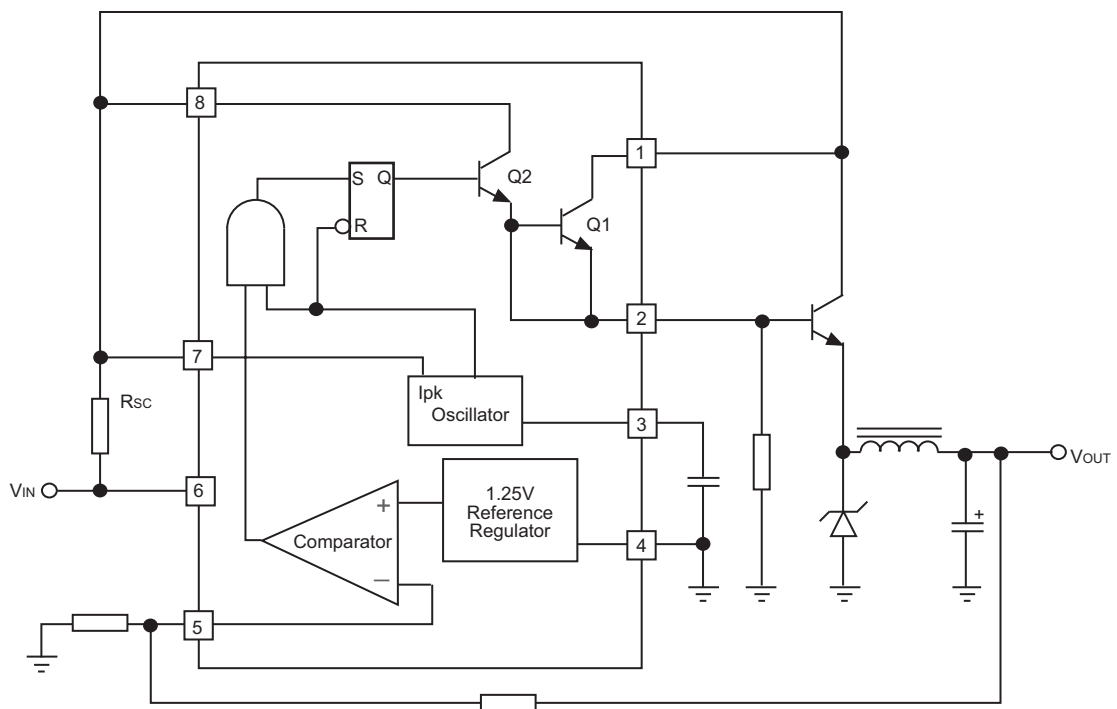 8
1
S Q
Q2
R
Q1
2
7
Ipk
Oscillator
RSC
3
VIN
6
+
1.25V
Reference
Regulator
Comparator
4
−
5
VOUT
+